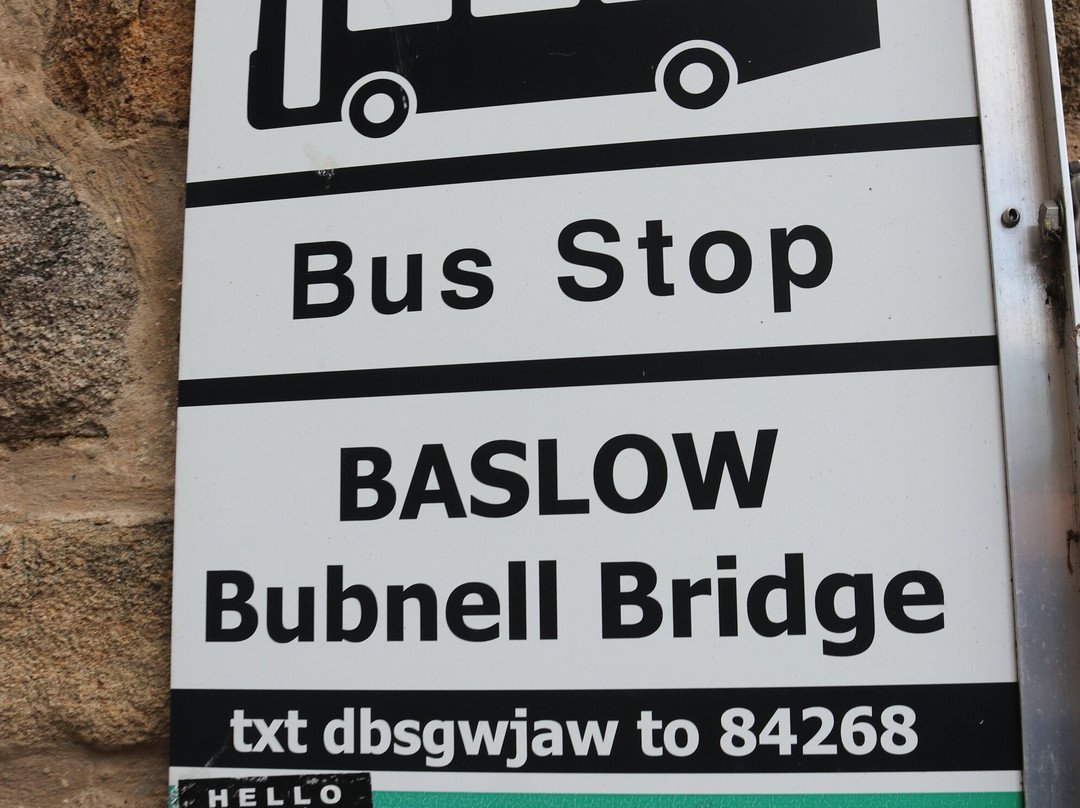 Bus Stop
BASLOW
Bubnell Bridge
txt dbsgwjaw to 84268
HELLO